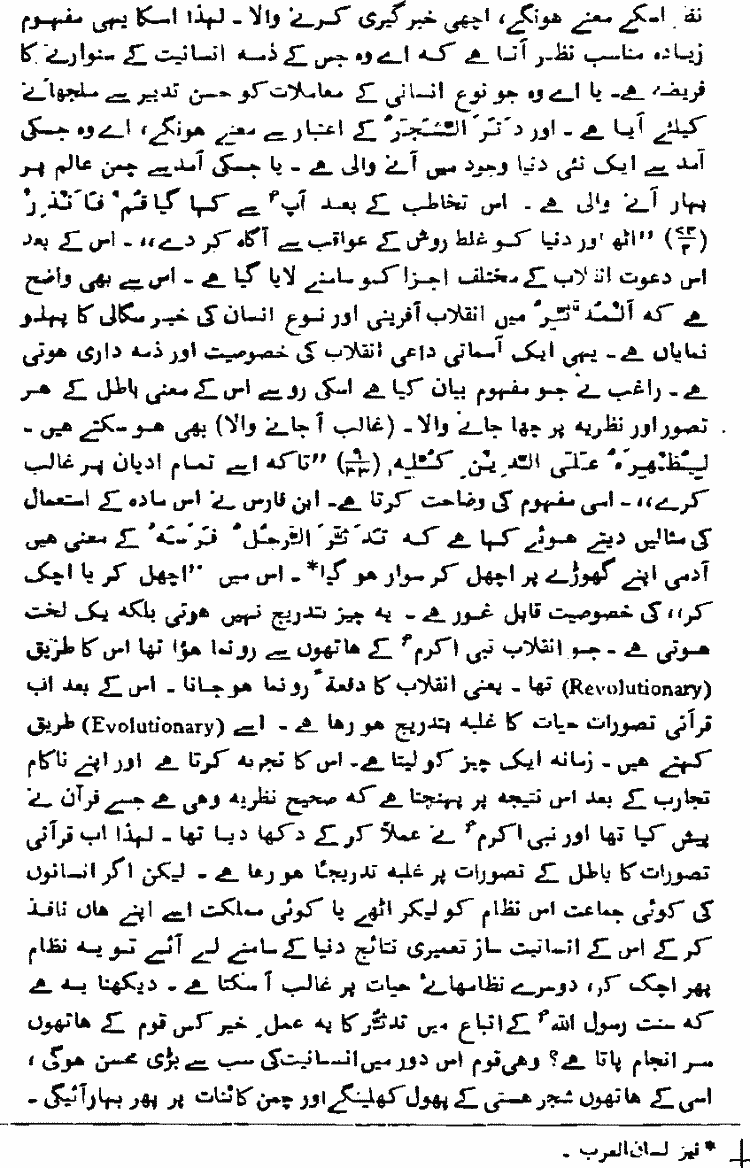 اسکے معنے ہونگے، اچھی خبر گیری کرنے والا ۔ لہذا اسکا یہی مفہوم
زیادہ مناسب نظر آتا ہے کہ اے وہ جس کے ذمہ انسانیت کے سنوارنے کا
فریضہ ہے۔ یا اے وہ جو نوع انسانی کے معاملات کو حسن تدبیر سے سلجھانے
کیلئے آیا ہے ۔ اور دَثَرَ الشَّجَرُ کے اعتبار سے معنے ہونگے، اے وہ جسکی
آمد سے ایک نئی دنیا وجود میں آنے والی ہے ۔ یا جسکی آمد سے چمن عالم پر
بہار آنے والی ہے ۔ اس تخاطب کے بعد آپؐ سے کہا گیا قُمْ فَاَنْذِرْ
(۷۴/۲) ”اٹھ اور دنیا کو غلط روش کے عواقب سے آگاہ کر دے،، ۔ اس کے بعد
اس دعوت انقلاب کے مختلف اجزا کو سامنے لایا گیا ہے ۔ اس سے بھی واضح
ہے کہ اَلْمُدَّثِّرُ میں انقلاب آفرینی اور نوع انسان کی خیر سگالی کا پہلو
نمایاں ہے۔ یہی ایک آسمانی داعی انقلاب کی خصوصیت اور ذمہ داری ہوتی
ہے۔ راغب نے جو مفہوم بیان کیا ہے اسکی رو سے اس کے معنی باطل کے ہر
تصور اور نظریہ پر چھا جانے والا۔ (غالب آ جانے والا) بھی ہو سکتے ہیں ۔
لِيُظْهِرَهٗ عَلَى الدِّيْنِ كُلِّهٖ (۹/۳۳) ”تاکہ اسے تمام ادیان پر غالب
کرے،، ۔ اسی مفہوم کی وضاحت کرتا ہے۔ ابن فارس نے اس مادہ کے استعمال
کی مثالیں دیتے ہوئے کہا ہے کہ تَدَثَّرَ الرَّجُلُ فَرَسَهٗ کے معنی ہیں
آدمی اپنے گھوڑے پر اچھل کر سوار ہو گیا* ۔ اس میں ”اچھل کر یا اچک
کر،، کی خصوصیت قابل غور ہے ۔ یہ چیز بتدریج نہیں ہوتی بلکہ یک لخت
ہوتی ہے ۔ جو انقلاب نبی اکرمؐ کے ہاتھوں سے رونما ہؤا تھا اس کا طریق
(Revolutionary) تھا ۔ یعنی انقلاب کا دفعۃً رونما ہو جانا ۔ اس کے بعد اب
قرآنی تصورات حیات کا غلبہ بتدریج ہو رہا ہے ۔ اسے (Evolutionary) طریق
کہتے ہیں ۔ زمانہ ایک چیز کو لیتا ہے۔ اس کا تجربہ کرتا ہے اور اپنے ناکام
تجارب کے بعد اس نتیجہ پر پہنچتا ہے کہ صحیح نظریہ وہی ہے جسے قرآن نے
پیش کیا تھا اور نبی اکرمؐ نے عملاً کر کے دکھا دیا تھا ۔ لہذا اب قرآنی
تصورات کا باطل کے تصورات پر غلبہ تدریجاً ہو رہا ہے ۔ لیکن اگر انسانوں
کی کوئی جماعت اس نظام کو لیکر اٹھے یا کوئی مملکت اسے اپنے ہاں نافذ
کر کے اس کے انسانیت ساز تعمیری نتائج دنیا کے سامنے لے آئے تو یہ نظام
پھر اچک کر، دوسرے نظامہائے حیات پر غالب آ سکتا ہے ۔ دیکھنا یہ ہے
کہ سنت رسول اللہؐ کے اتباع میں تدثّر کا یہ عمل خیر کس قوم کے ہاتھوں
سر انجام پاتا ہے؟ وہی قوم اس دور میں انسانیت کی سب سے بڑی محسن ہوگی ،
اسی کے ہاتھوں شجر ہستی کے پھول کھلینگے اور چمن کائنات پر پھر بہار آئیگی ۔
* نیز لسان العرب ۔